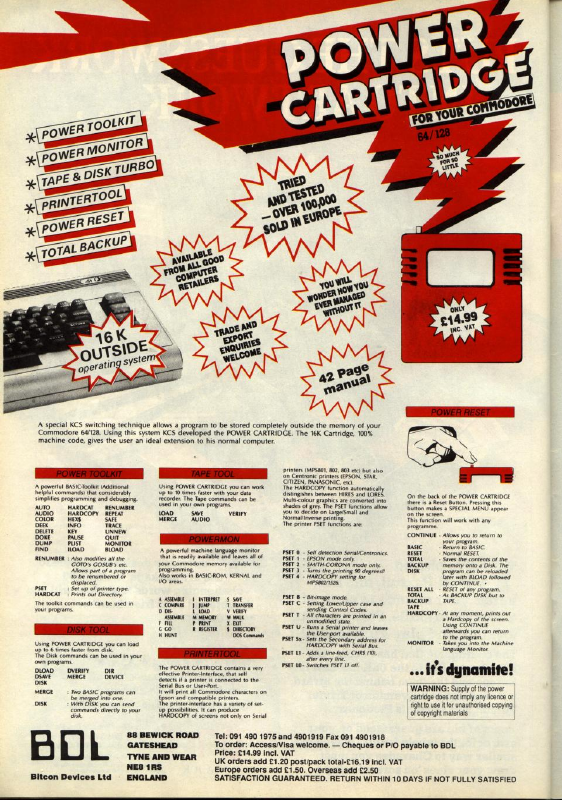 POWER
CARTRIDGE
FOR YOUR COMMODORE
64/128
SO MUCH
FOR SO
LITTLE
* POWER TOOLKIT
* POWER MONITOR
* TAPE & DISK TURBO
* PRINTERTOOL
* POWER RESET
* TOTAL BACKUP
TRIED
AND TESTED
— OVER 100,000
SOLD IN EUROPE
AVAILABLE
FROM ALL GOOD
COMPUTER
RETAILERS
YOU WILL
WONDER HOW YOU
EVER MANAGED
WITHOUT IT
ONLY
£14.99
INC. VAT
16 K
OUTSIDE
operating system
TRADE AND
EXPORT
ENQUIRIES
WELCOME
42 Page
manual
A special KCS switching technique allows a program to be stored completely outside the memory of your
Commodore 64/128. Using this system KCS developed the POWER CARTRIDGE. The 16K Cartridge, 100%
machine code, gives the user an ideal extension to his normal computer.
POWER TOOLKIT
A powerful BASIC-Toolkit (Additional
helpful commands) that considerably
simplifies programming and debugging.
AUTO HARDCAT RENUMBER
AUDIO HARDCOPY REPEAT
COLOR HEX$ SAFE
DEEK INFO TRACE
DELETE KEY UNNEW
DOKE PAUSE QUIT
DUMP PLIST MONITOR
FIND ILOAD BLOAD
RENUMBER : Also modifies all the
GOTO's GOSUB's etc.
Allows part of a program
to be renumbered or
displaced.
PSET : Set up of printer type.
HARDCAT : Prints out Directory.
The toolkit commands can be used in
your programs.
DISK TOOL
Using POWER CARTRIDGE you can load
up to 6 times faster from disk.
The Disk commands can be used in your
own programs.
DLOAD DVERIFY DIR
DSAVE MERGE DEVICE
DISK
MERGE : Two BASIC programs can
be merged into one.
DISK : With DISK you can send
commands directly to your
disk.
TAPE TOOL
Using POWER CARTRIDGE you can work
up to 10 times faster with your data
recorder. The Tape commands can be
used in your own programs.
LOAD SAVE VERIFY
MERGE AUDIO
POWERMON
A powerful machine language monitor
that is readily available and leaves all of
your Commodore memory available for
programming.
Also works in BASIC-ROM, KERNAL and
I/O areas.
A ASSEMBLE I INTERPRET S SAVE
C COMPARE J JUMP T TRANSFER
D DIS- L LOAD V VERIFY
ASSEMBLE M MEMORY W WALK
F FILL P PRINT X EXIT
G GO R REGISTER $ DIRECTORY
H HUNT DOS Commands
PRINTERTOOL
The POWER CARTRIDGE contains a very
effective Printer-Interface, that self
detects if a printer is connected to the
Serial Bus or User-Port.
It will print all Commodore characters on
Epson and compatible printers.
The printer-interface has a variety of set-
up possibilities. It can produce
HARDCOPY of screens not only on Serial
printers (MPS801, 802, 803 etc) but also
on Centronic printers (EPSON, STAR,
CITIZEN, PANASONIC, etc).
The HARDCOPY function automatically
distingishes between HIRES and LORES.
Multi-colour graphics are converted into
shades of grey. The PSET functions allow
you to decide on Large/Small and
Normal/Inverse printing.
The printer PSET functions are:
PSET 0 - Self detection Serial/Centronics.
PSET 1 - EPSON mode only.
PSET 2 - SMITH-CORONA mode only.
PSET 3 - Turns the printing 90 degrees!!
PSET 4 - HARDCOPY setting for
MPS802/1526.
PSET B - Bit-image mode.
PSET C - Setting Lower/Upper case and
sending Control Codes.
PSET T - All characters are printed in an
unmodified state.
PSET U - Runs a Serial printer and leaves
the User-port available.
PSET Sx - Sets the Secondary address for
HARDCOPY with Serial Bus.
PSET L1 - Adds a line-feed, CHR$ (10),
after every line.
PSET L0 - Switches PSET L1 off.
POWER RESET
On the back of the POWER CARTRIDGE
there is a Reset Button. Pressing this
button makes a SPECIAL MENU appear
on the screen.
This function will work with any
programme.
CONTINUE - Allows you to return to
your program.
BASIC - Return to BASIC.
RESET - Normal RESET.
TOTAL - Saves the contents of the
BACKUP memory onto a Disk. The
DISK program can be reloaded
later with BLOAD followed
by CONTINUE.
RESET ALL - RESET of any program.
TOTAL - As BACKUP DISK but to
BACKUP TAPE.
TAPE
HARDCOPY - At any moment, prints out
a Hardcopy of the screen.
Using CONTINUE
afterwards you can return
to the program.
MONITOR - Takes you into the Machine
language Monitor.
...it's dynamite!
WARNING: Supply of the power
cartridge does not imply any licence or
right to use it for unauthorised copying
of copyright materials
BDL
Bitcon Devices Ltd
88 BEWICK ROAD
GATESHEAD
TYNE AND WEAR
NE8 1RS
ENGLAND
Tel: 091 490 1975 and 4901919 Fax 091 4901918
To order: Access/Visa welcome. — Cheques or P/O payable to BDL
Price: £14.99 incl. VAT
UK orders add £1.20 post/pack total-£16.19 incl. VAT
Europe orders add £1.50. Overseas add £2.50
SATISFACTION GUARANTEED. RETURN WITHIN 10 DAYS IF NOT FULLY SATISFIED